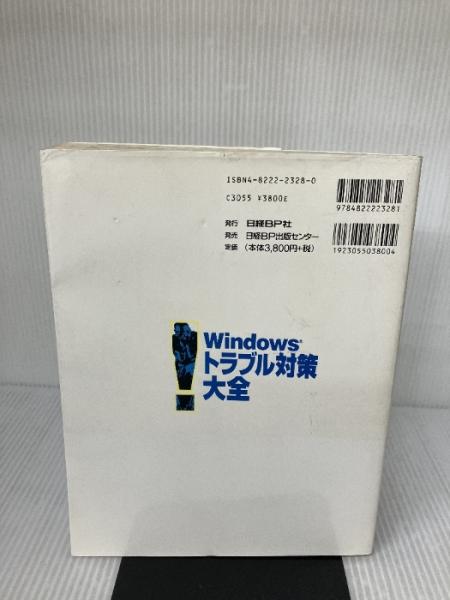 ISBN4-8222-2328-0
C3055 ¥3800E
発行 日経BP社
発売 日経BP出版センター
定価 (本体3,800円+税)
9784822223281
1923055038004
Windows®
トラブル対策
大全